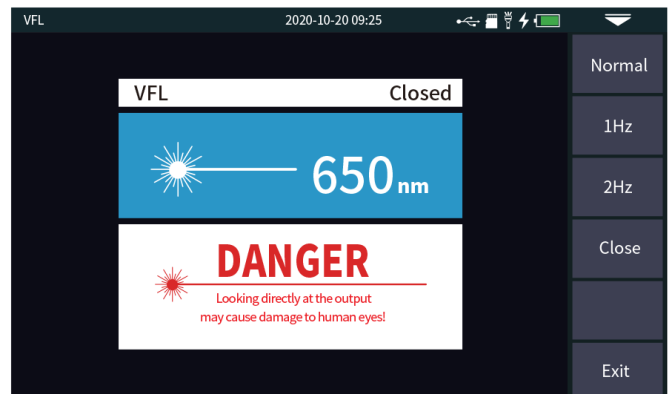 VFL 2020-10-20 09:25
Normal
VFL Closed
1Hz
650nm
2Hz
Close
DANGER
Looking directly at the output
may cause damage to human eyes!
Exit